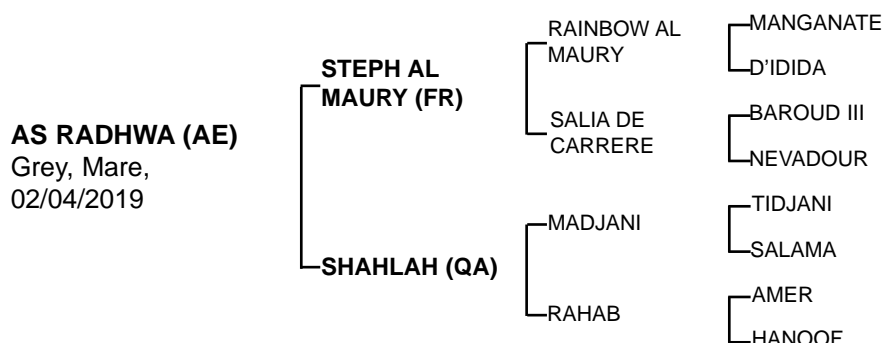 AS RADHWA (AE)
Grey, Mare,
02/04/2019
STEPH AL
MAURY (FR)
SHAHLAH (QA)
RAINBOW AL
MAURY
SALIA DE
CARRERE
MADJANI
RAHAB
MANGANATE
D'IDIDA
BAROUD III
NEVADOUR
TIDJANI
SALAMA
AMER
HANOOF